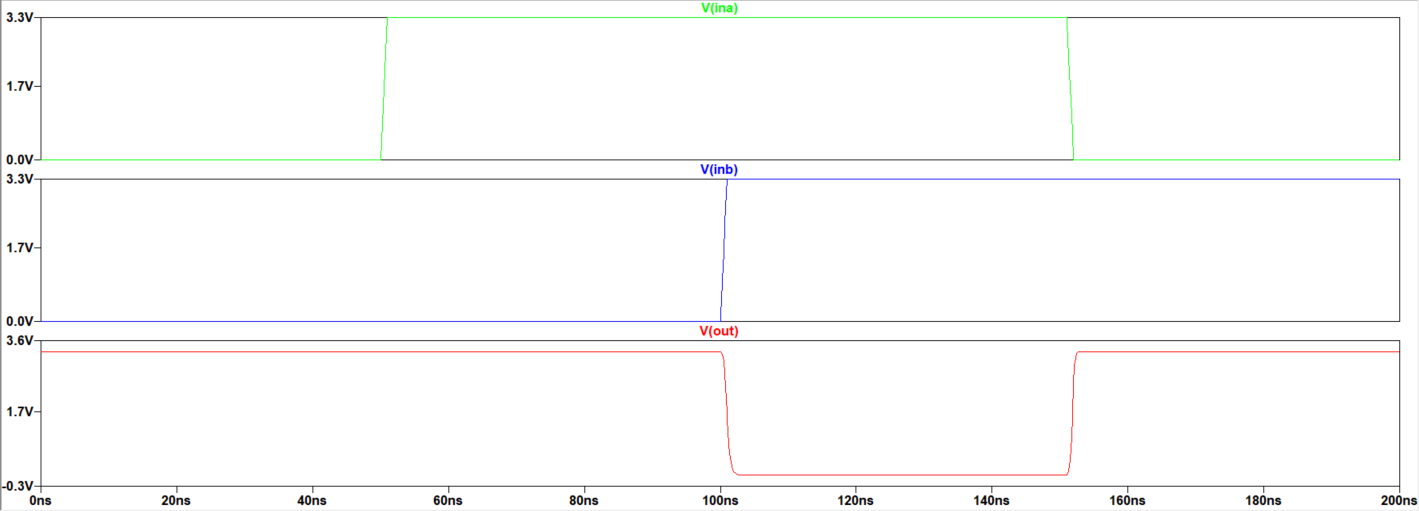 V(ina)
3.3V
1.7V
0.0V
V(inb)
3.3V
1.7V
0.0V
V(out)
3.6V
1.7V
-0.3V
0ns 20ns 40ns 60ns 80ns 100ns 120ns 140ns 160ns 180ns 200ns